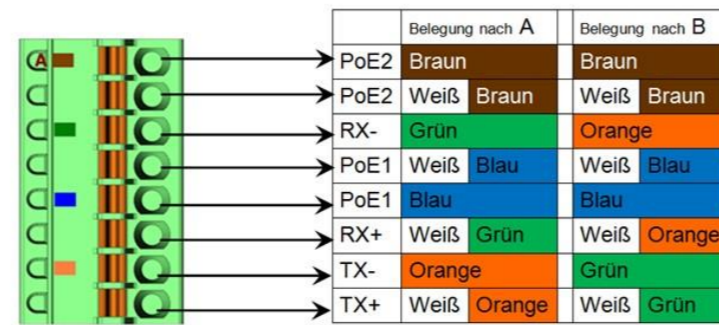 Belegung nach A Belegung nach B
A PoE2 Braun Braun
PoE2 Weiß Braun Weiß Braun
RX- Grün Orange
PoE1 Weiß Blau Weiß Blau
PoE1 Blau Blau
RX+ Weiß Grün Weiß Orange
TX- Orange Grün
TX+ Weiß Orange Weiß Grün